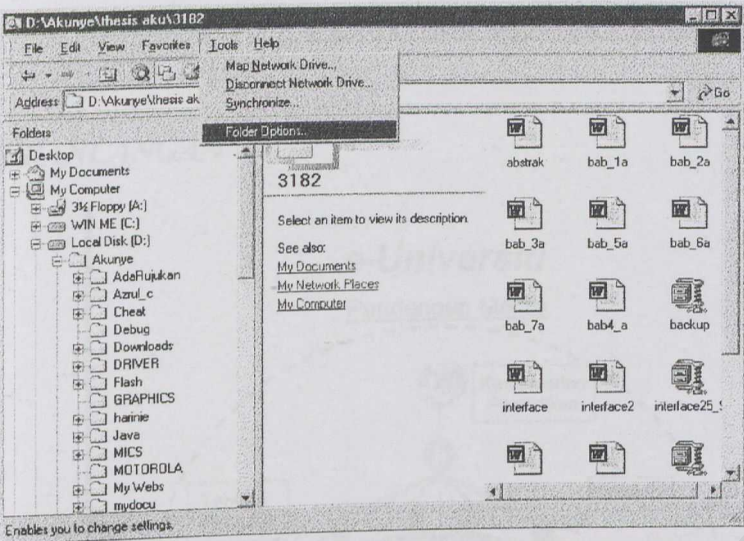 D:\Akunye\thesis aku\3182
File Edit View Favorites Tools Help
Map Network Drive...
Disconnect Network Drive...
Synchronize...
Folder Options...
Address D:\Akunye\thesis ak
Go
Folders
Desktop
My Documents
My Computer
3½ Floppy (A:)
WIN ME (C:)
Local Disk (D:)
Akunye
AdaRujukan
Azrul_c
Cheat
Debug
Downloads
DRIVER
Flash
GRAPHICS
harinie
Java
MICS
MOTOROLA
My Webs
mydocu
3182
Select an item to view its description.
See also:
My Documents
My Network Places
My Computer
abstrak bab_1a bab_2a
bab_3a bab_5a bab_6a
bab_7a bab4_a backup
interface interface2 interface25_S
Enables you to change settings.